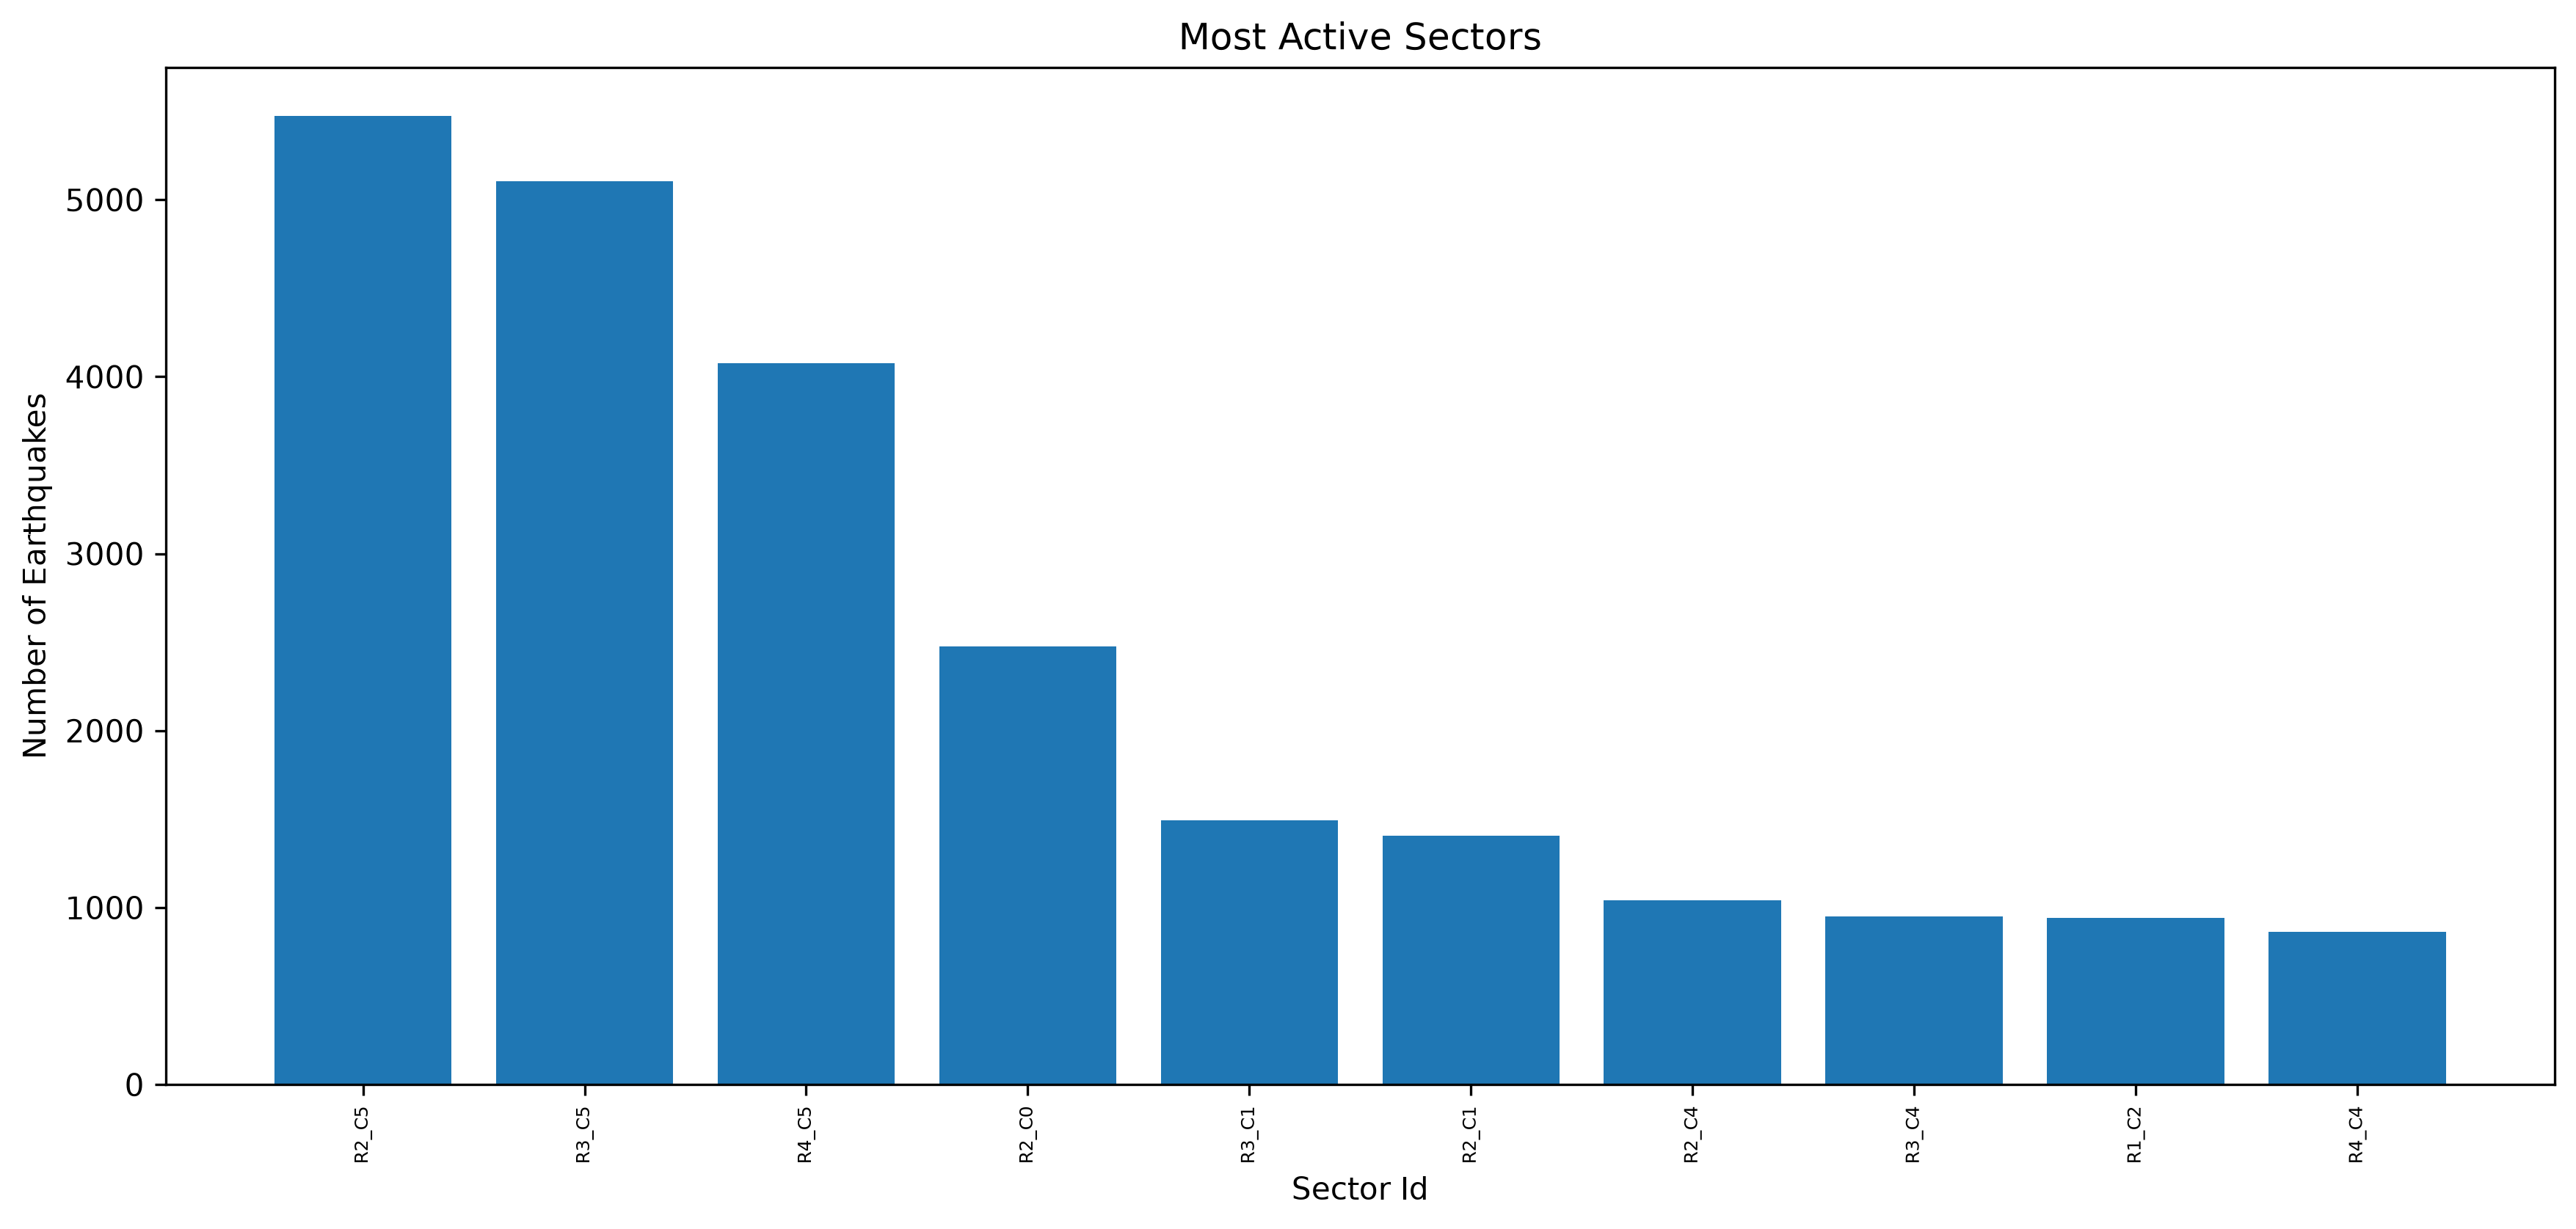 Most Active Sectors
Number of Earthquakes
5000
4000
3000
2000
1000
0
R2_C5
R3_C5
R4_C5
R2_C0
R3_C1
R2_C1
R2_C4
R3_C4
R1_C2
R4_C4
Sector Id